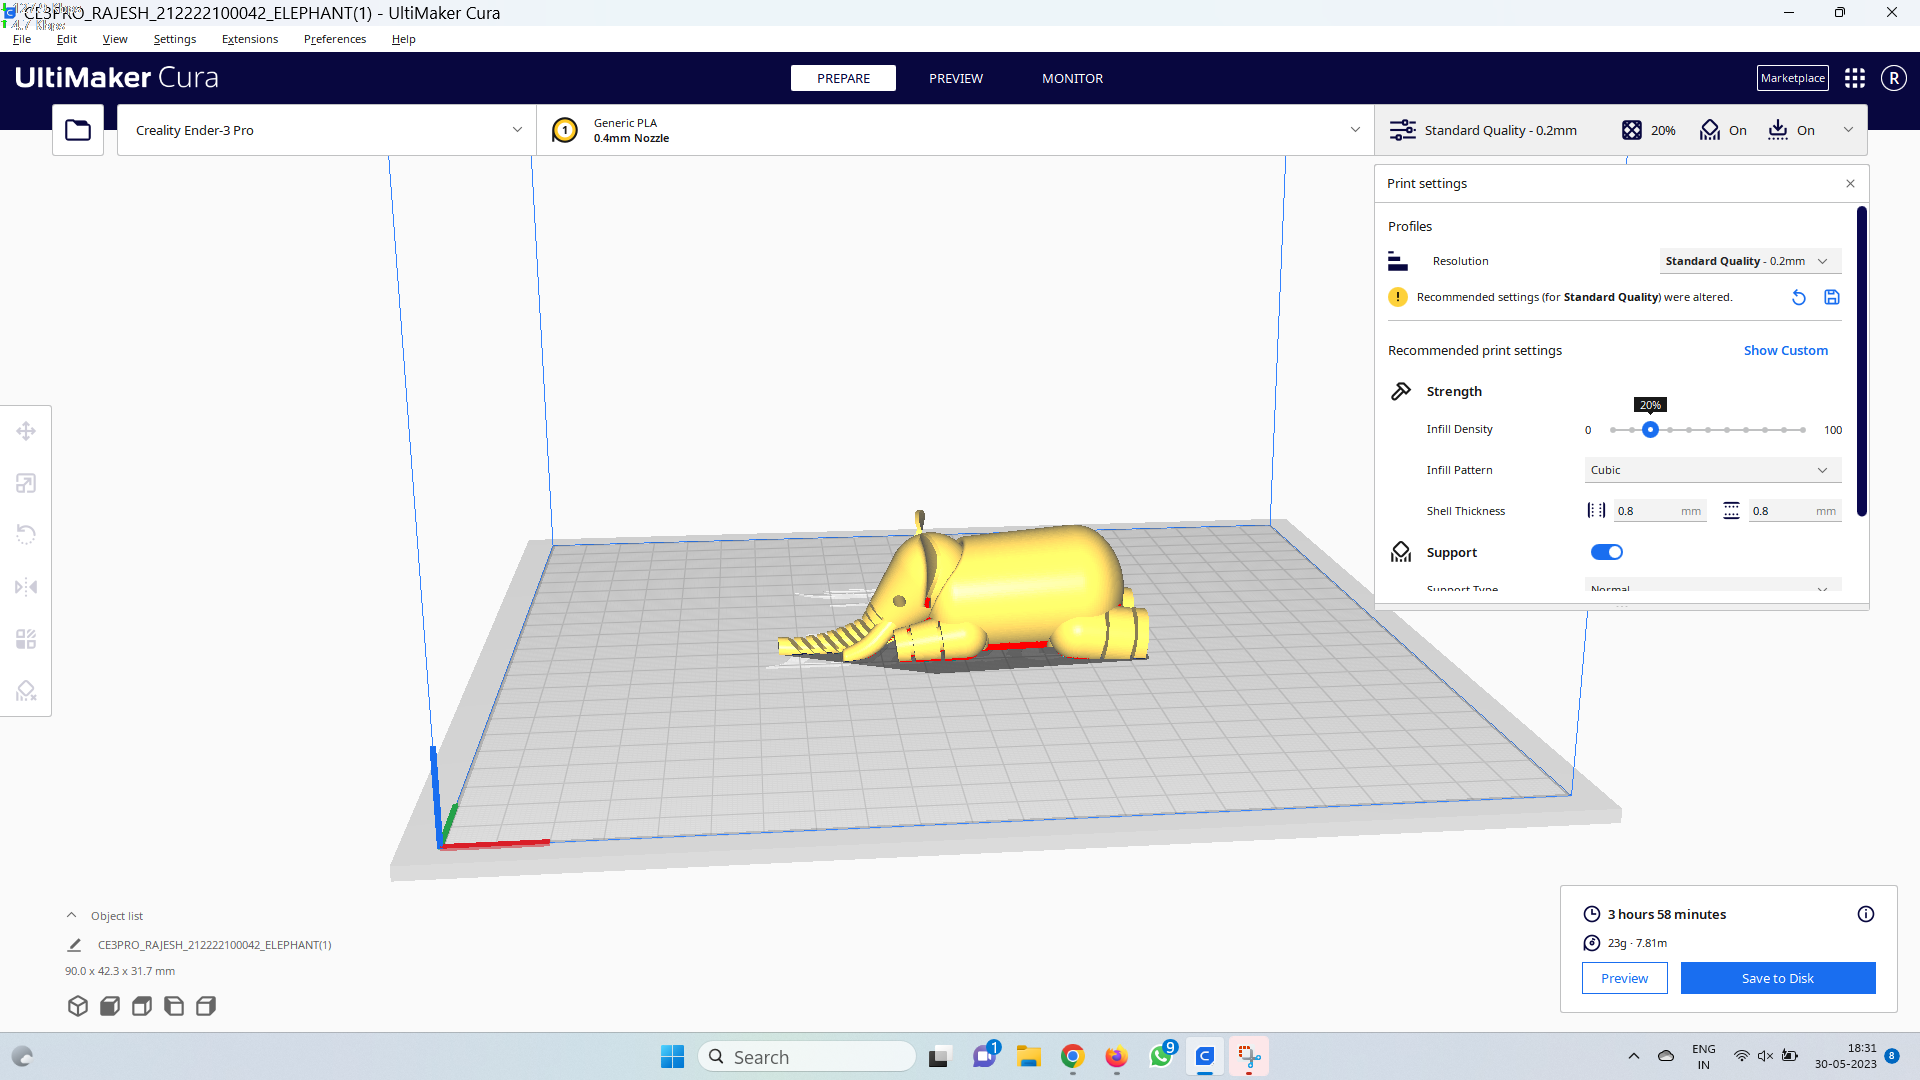 CE3PRO_RAJESH_212222100042_ELEPHANT(1) - UltiMaker Cura
File Edit View Settings Extensions Preferences Help
UltiMaker Cura
PREPARE PREVIEW MONITOR
Marketplace R
Creality Ender-3 Pro
1 Generic PLA
0.4mm Nozzle
Standard Quality - 0.2mm 20% On On
Print settings
Profiles
Resolution Standard Quality - 0.2mm
! Recommended settings (for Standard Quality) were altered.
Recommended print settings Show Custom
Strength
20%
Infill Density 0 100
Infill Pattern Cubic
Shell Thickness 0.8 mm 0.8 mm
Support
Support Type Normal
Object list
CE3PRO_RAJESH_212222100042_ELEPHANT(1)
90.0 x 42.3 x 31.7 mm
3 hours 58 minutes
23g · 7.81m
Preview Save to Disk
Search
1
9
ENG
IN
18:31
30-05-2023
8